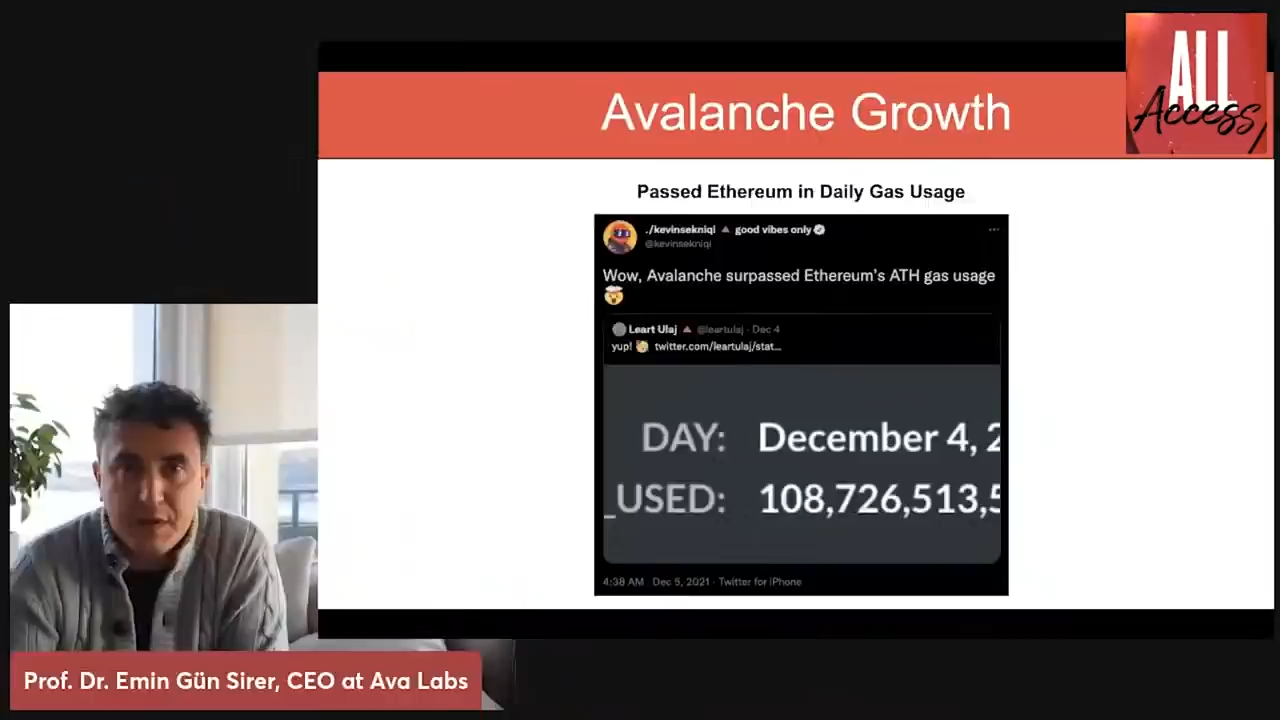 ALL
Access
Avalanche Growth
Passed Ethereum in Daily Gas Usage
./kevinsekniqi 🔺 good vibes only
@kevinsekniqi
Wow, Avalanche surpassed Ethereum's ATH gas usage
🤯
Leart Ulaj 🔺 @leartulaj · Dec 4
yup! 🥳 twitter.com/leartulaj/stat...
DAY: December 4, 2
_USED: 108,726,513,5
4:38 AM · Dec 5, 2021 · Twitter for iPhone
Prof. Dr. Emin Gün Sirer, CEO at Ava Labs